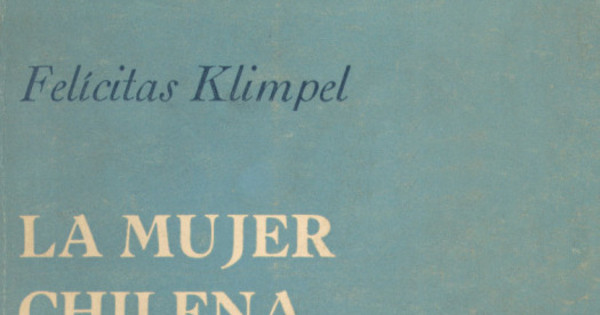 Felícitas Klimpel
LA MUJER
CHILENA